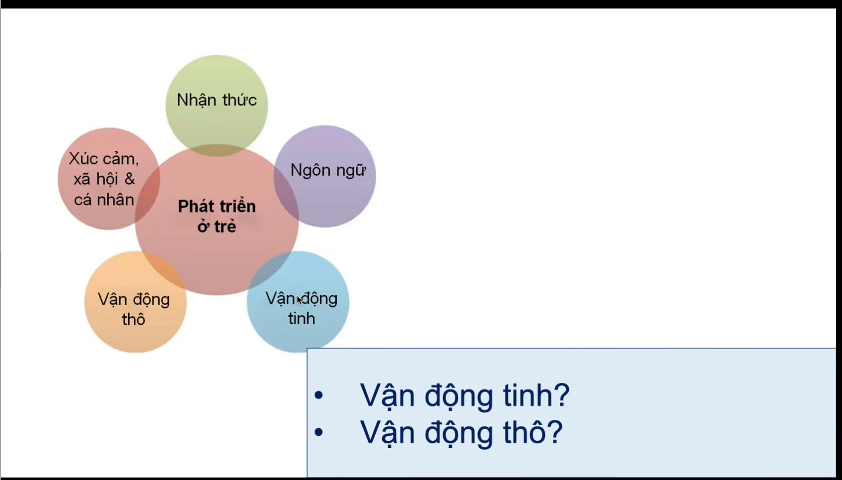 Nhận thức
Xúc cảm,
xã hội &
cá nhân
Ngôn ngữ
Phát triển
ở trẻ
Vận động
thô
Vận động
tinh
• Vận động tinh?
• Vận động thô?